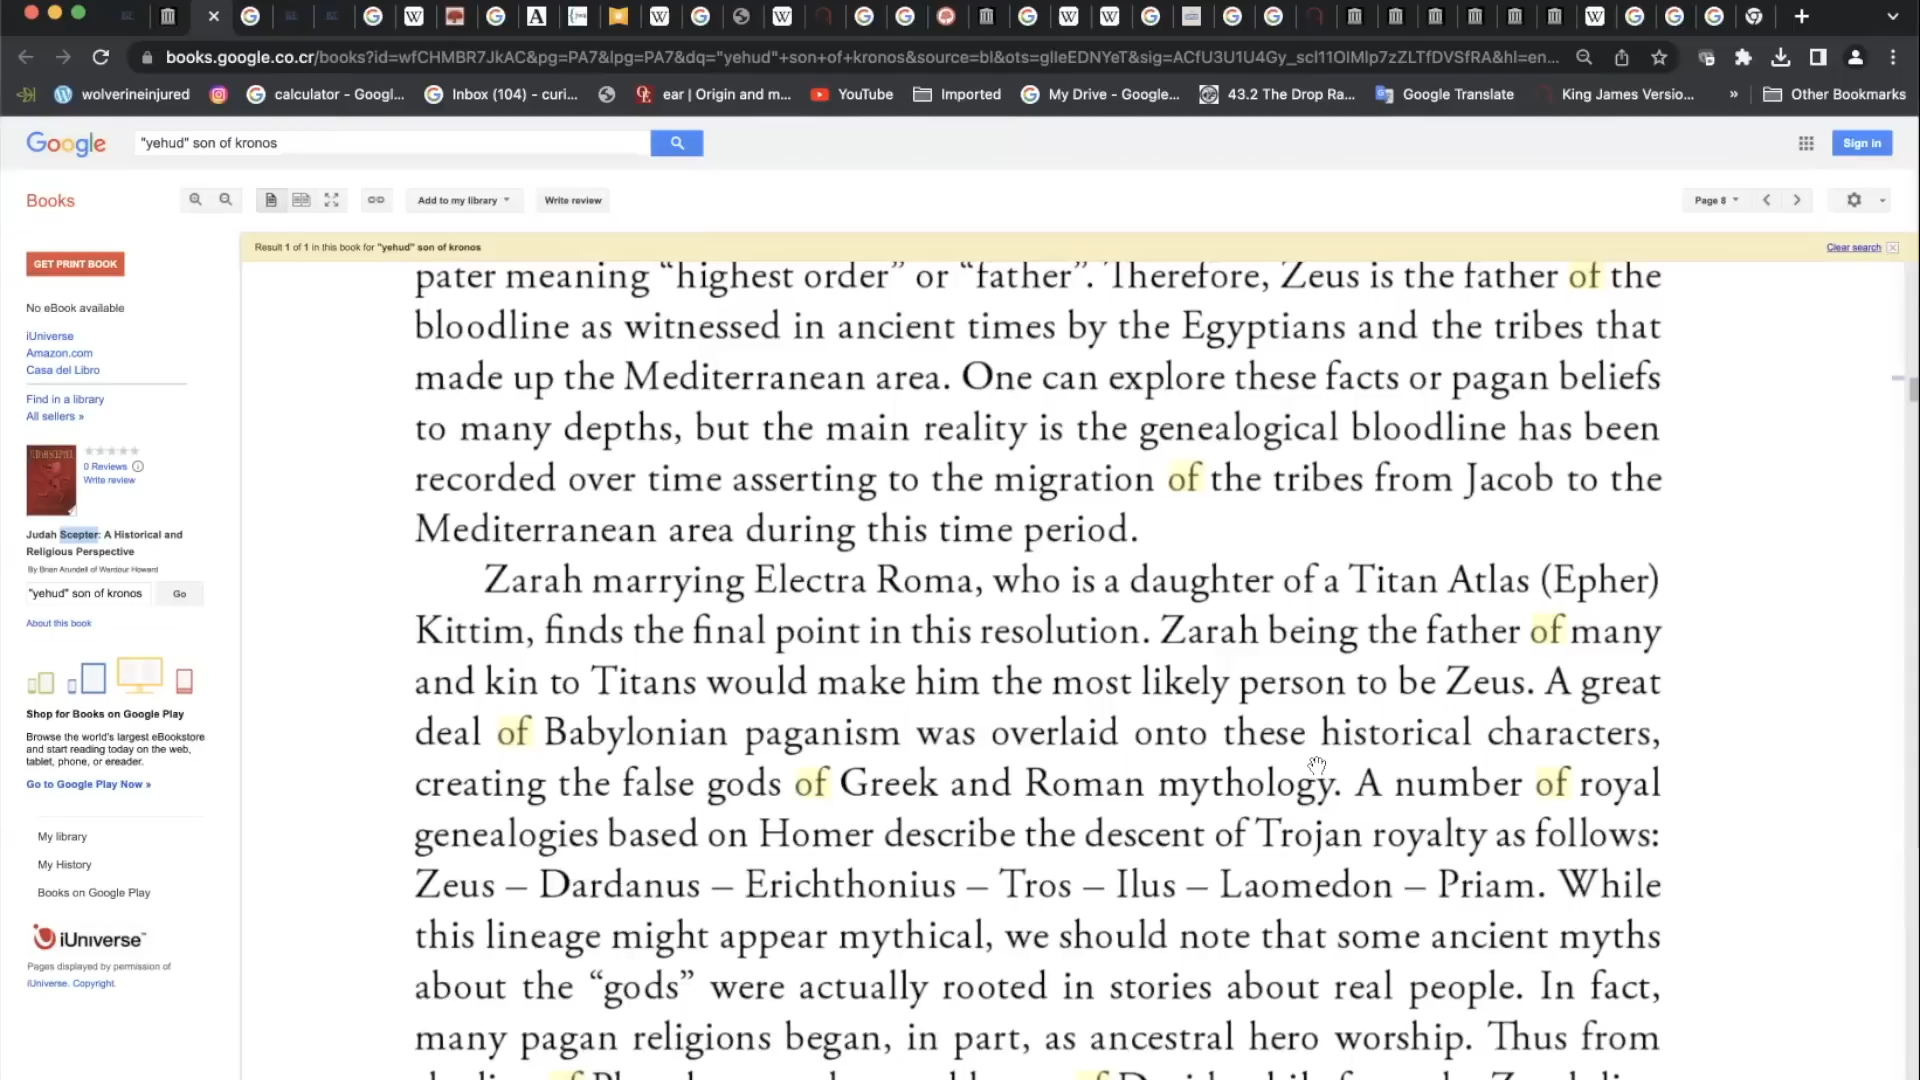 books.google.co.cr/books?id=wfCHMBR7JkAC&pg=PA7&lpg=PA7&dq="yehud"+son+of+kronos&source=bl&ots=glleEDNYeT&sig=ACfU3U1U4Gy_scl11OlMlp7zZLTfDVSfRA&hl=en...
wolverineinjured
calculator - Googl...
Inbox (104) - curi...
ear | Origin and m...
YouTube
Imported
My Drive - Google...
43.2 The Drop Ra...
Google Translate
King James Versio...
»
Other Bookmarks
Google
"yehud" son of kronos
Sign in
Books
Add to my library
Write review
Page 8
Result 1 of 1 in this book for "yehud" son of kronos
Clear search
GET PRINT BOOK
No eBook available
iUniverse
Amazon.com
Casa del Libro
Find in a library
All sellers »
0 Reviews
Write review
Judah Scepter: A Historical and
Religious Perspective
By Brian Arundell of Wardour Howard
"yehud" son of kronos
Go
About this book
Shop for Books on Google Play
Browse the world's largest eBookstore
and start reading today on the web,
tablet, phone, or ereader.
Go to Google Play Now »
My library
My History
Books on Google Play
iUniverse™
Pages displayed by permission of
iUniverse. Copyright.
pater meaning “highest order” or “father”. Therefore, Zeus is the father of the
bloodline as witnessed in ancient times by the Egyptians and the tribes that
made up the Mediterranean area. One can explore these facts or pagan beliefs
to many depths, but the main reality is the genealogical bloodline has been
recorded over time asserting to the migration of the tribes from Jacob to the
Mediterranean area during this time period.
Zarah marrying Electra Roma, who is a daughter of a Titan Atlas (Epher)
Kittim, finds the final point in this resolution. Zarah being the father of many
and kin to Titans would make him the most likely person to be Zeus. A great
deal of Babylonian paganism was overlaid onto these historical characters,
creating the false gods of Greek and Roman mythology. A number of royal
genealogies based on Homer describe the descent of Trojan royalty as follows:
Zeus – Dardanus – Erichthonius – Tros – Ilus – Laomedon – Priam. While
this lineage might appear mythical, we should note that some ancient myths
about the “gods” were actually rooted in stories about real people. In fact,
many pagan religions began, in part, as ancestral hero worship. Thus from